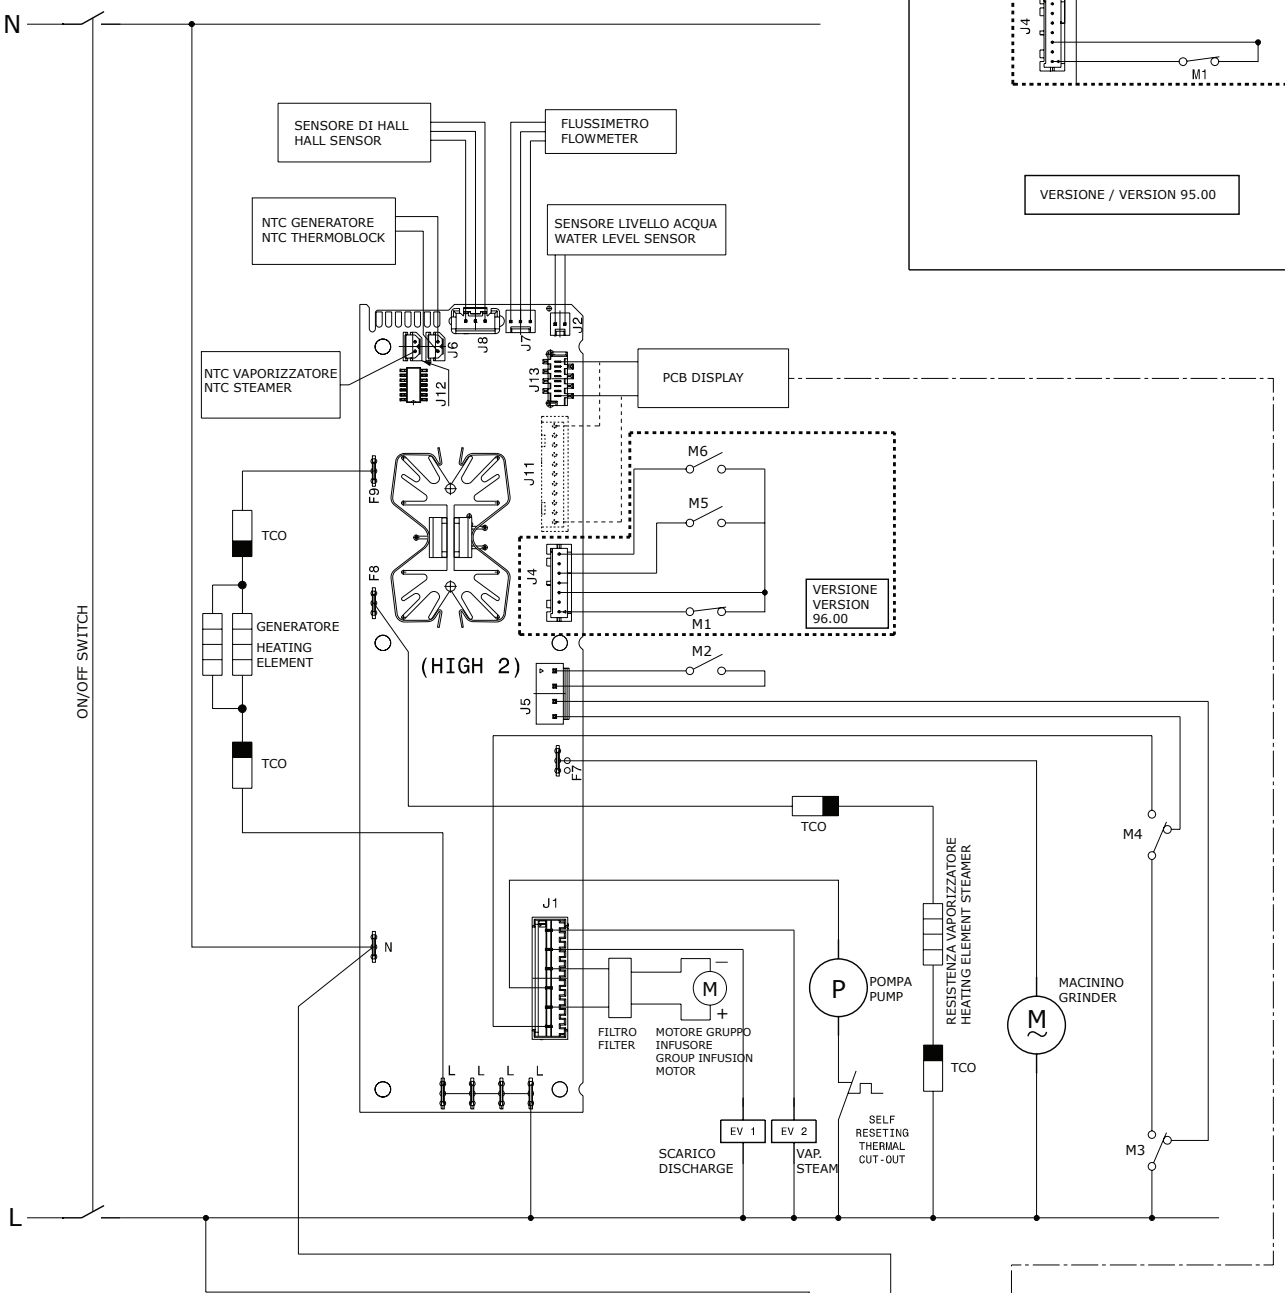 N
J4
M1
SENSORE DI HALL
HALL SENSOR
FLUSSIMETRO
FLOWMETER
VERSIONE / VERSION 95.00
NTC GENERATORE
NTC THERMOBLOCK
SENSORE LIVELLO ACQUA
WATER LEVEL SENSOR
J6
J8
J7
J2
NTC VAPORIZZATORE
NTC STEAMER
J12
J13
PCB DISPLAY
M6
F9
J11
M5
TCO
F8
J4
VERSIONE
VERSION
96.00
M1
GENERATORE
HEATING
ELEMENT
ON/OFF SWITCH
(HIGH 2)
M2
J5
TCO
F7
TCO
M4
RESISTENZA VAPORIZZATORE
HEATING ELEMENT STEAMER
J1
N
M
−
+
P
POMPA
PUMP
MACININO
GRINDER
M
~
FILTRO
FILTER
MOTORE GRUPPO
INFUSORE
GROUP INFUSION
MOTOR
L
L
L
L
TCO
EV 1
EV 2
SELF
RESETING
THERMAL
CUT-OUT
SCARICO
DISCHARGE
VAP.
STEAM
M3
L